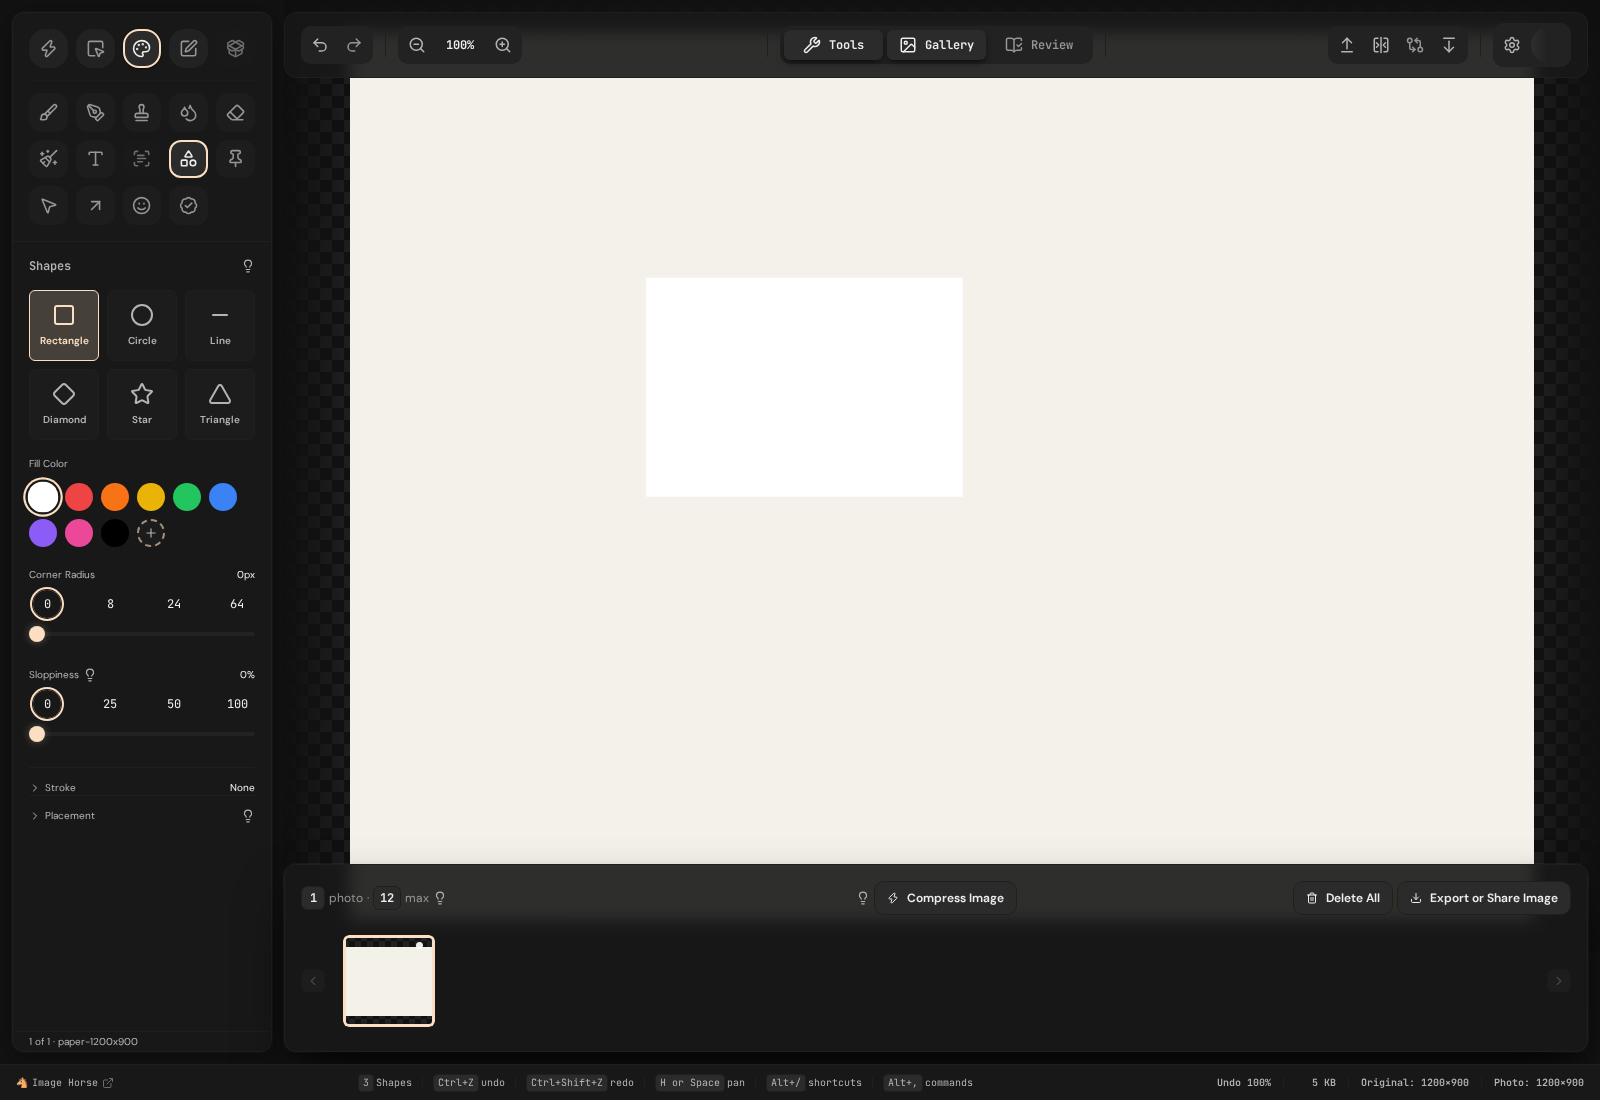 100%
Tools
Gallery
Review
Shapes
Rectangle
Circle
Line
Diamond
Star
Triangle
Fill Color
Corner Radius 0px
0 8 24 64
Sloppiness 0%
0 25 50 100
Stroke None
Placement
1 of 1 · paper-1200x900
1 photo · 12 max
Compress Image
Delete All
Export or Share Image
Image Horse
3 Shapes
Ctrl+Z undo
Ctrl+Shift+Z redo
H or Space pan
Alt+/ shortcuts
Alt+, commands
Undo 100%
5 KB
Original: 1200×900
Photo: 1200×900